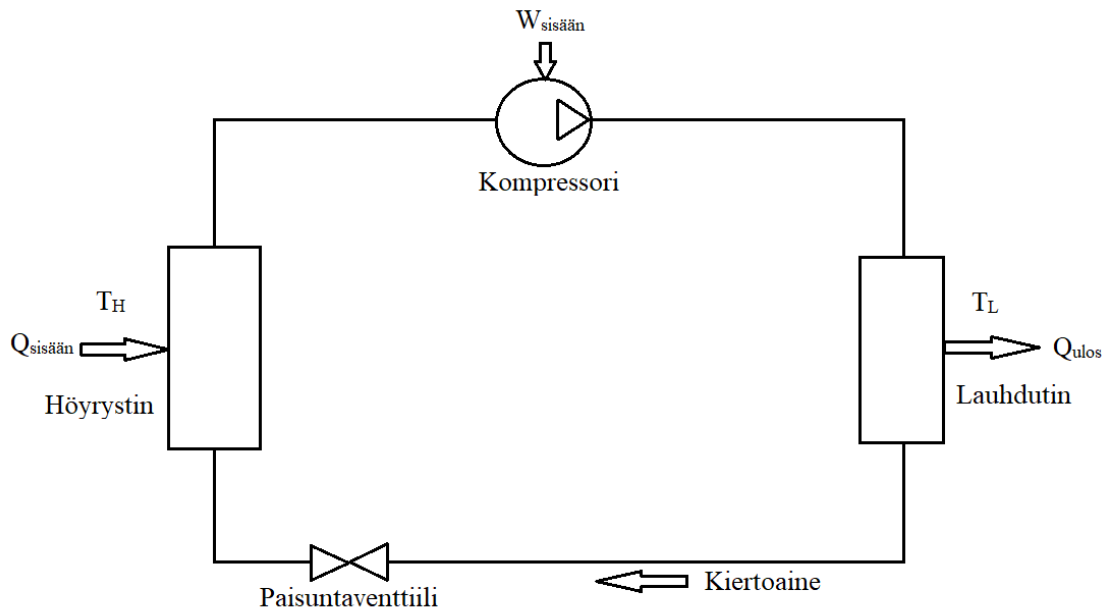 Wsisään
Kompressori
TH
Qsisään
Höyrystin
TL
Qulos
Lauhdutin
Paisuntaventtiili
Kiertoaine